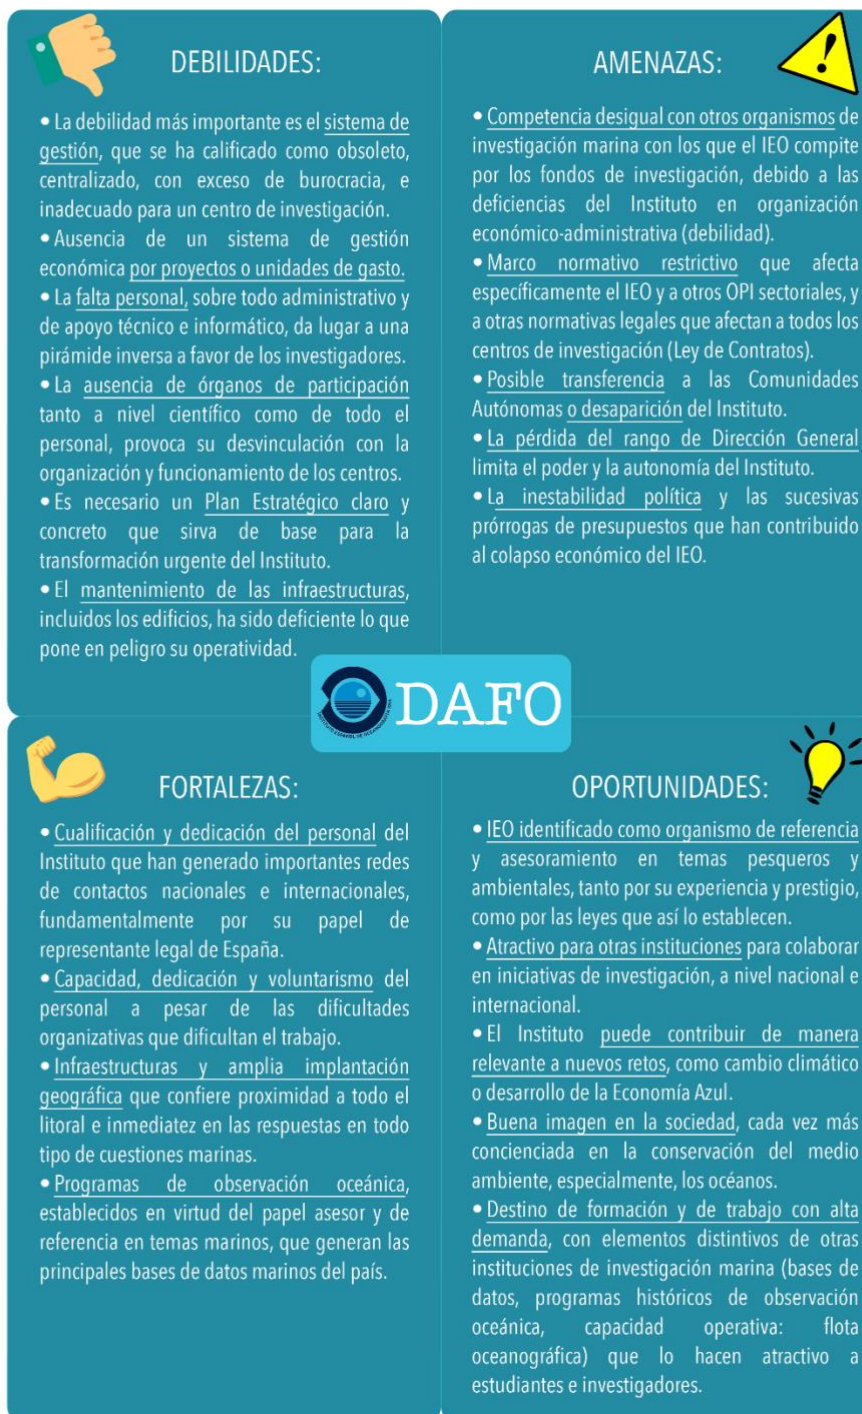 DEBILIDADES:
• La debilidad más importante es el sistema de
gestión, que se ha calificado como obsoleto,
centralizado, con exceso de burocracia, e
inadecuado para un centro de investigación.
• Ausencia de un sistema de gestión
económica por proyectos o unidades de gasto.
• La falta personal, sobre todo administrativo y
de apoyo técnico e informático, da lugar a una
pirámide inversa a favor de los investigadores.
• La ausencia de órganos de participación
tanto a nivel científico como de todo el
personal, provoca su desvinculación con la
organización y funcionamiento de los centros.
• Es necesario un Plan Estratégico claro y
concreto que sirva de base para la
transformación urgente del Instituto.
• El mantenimiento de las infraestructuras,
incluidos los edificios, ha sido deficiente lo que
pone en peligro su operatividad.
AMENAZAS:
• Competencia desigual con otros organismos de
investigación marina con los que el IEO compite
por los fondos de investigación, debido a las
deficiencias del Instituto en organización
económico-administrativa (debilidad).
• Marco normativo restrictivo que afecta
específicamente el IEO y a otros OPI sectoriales, y
a otras normativas legales que afectan a todos los
centros de investigación (Ley de Contratos).
• Posible transferencia a las Comunidades
Autónomas o desaparición del Instituto.
• La pérdida del rango de Dirección General
limita el poder y la autonomía del Instituto.
• La inestabilidad política y las sucesivas
prórrogas de presupuestos que han contribuido
al colapso económico del IEO.
DAFO
FORTALEZAS:
• Cualificación y dedicación del personal del
Instituto que han generado importantes redes
de contactos nacionales e internacionales,
fundamentalmente por su papel de
representante legal de España.
• Capacidad, dedicación y voluntarismo del
personal a pesar de las dificultades
organizativas que dificultan el trabajo.
• Infraestructuras y amplia implantación
geográfica que confiere proximidad a todo el
litoral e inmediatez en las respuestas en todo
tipo de cuestiones marinas.
• Programas de observación oceánica,
establecidos en virtud del papel asesor y de
referencia en temas marinos, que generan las
principales bases de datos marinos del país.
OPORTUNIDADES:
• IEO identificado como organismo de referencia
y asesoramiento en temas pesqueros y
ambientales, tanto por su experiencia y prestigio,
como por las leyes que así lo establecen.
• Atractivo para otras instituciones para colaborar
en iniciativas de investigación, a nivel nacional e
internacional.
• El Instituto puede contribuir de manera
relevante a nuevos retos, como cambio climático
o desarrollo de la Economía Azul.
• Buena imagen en la sociedad, cada vez más
concienciada en la conservación del medio
ambiente, especialmente, los océanos.
• Destino de formación y de trabajo con alta
demanda, con elementos distintivos de otras
instituciones de investigación marina (bases de
datos, programas históricos de observación
oceánica, capacidad operativa: flota
oceanográfica) que lo hacen atractivo a
estudiantes e investigadores.